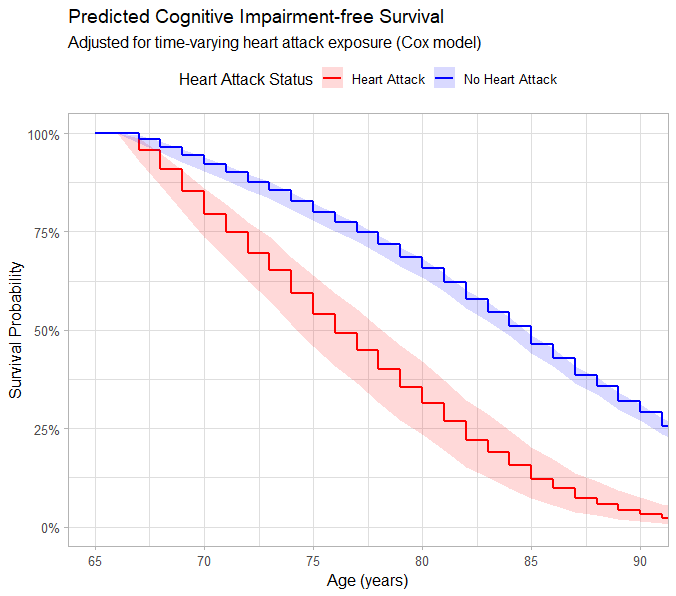 Predicted Cognitive Impairment-free Survival
Adjusted for time-varying heart attack exposure (Cox model)
Heart Attack Status Heart Attack No Heart Attack
100%
75%
50%
25%
0%
Survival Probability
65 70 75 80 85 90
Age (years)